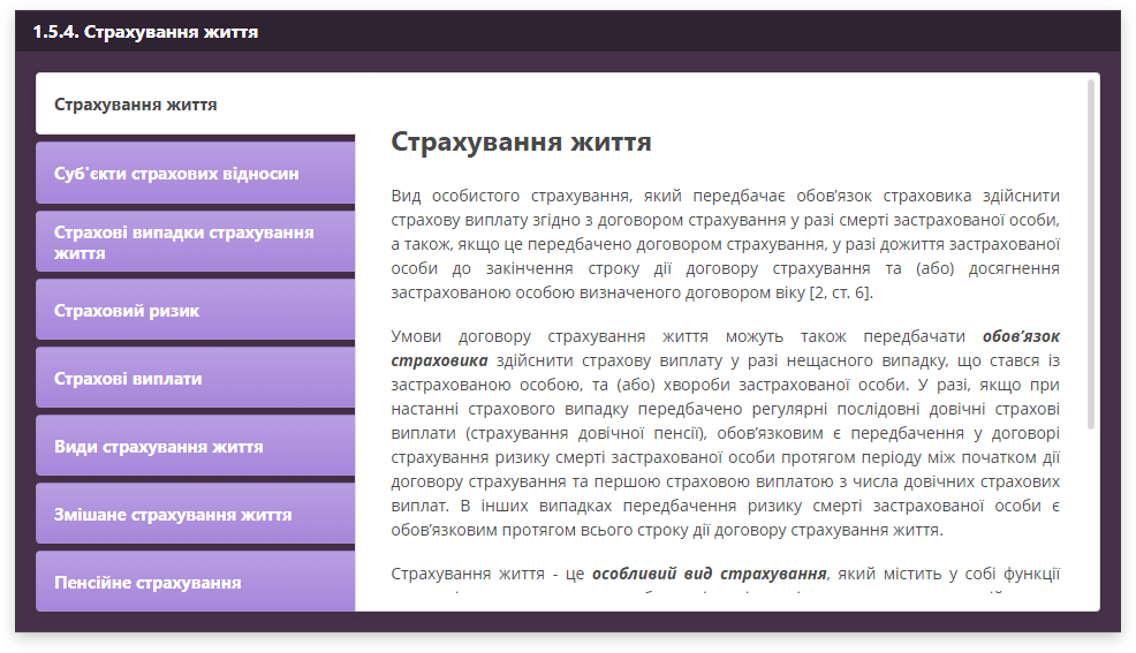 1.5.4. Страхування життя
Страхування життя
Суб'єкти страхових відносин
Страхові випадки страхування
життя
Страховий ризик
Страхові виплати
Види страхування життя
Змішане страхування життя
Пенсійне страхування
Страхування життя
Вид особистого страхування, який передбачає обов’язок страховика здійснити
страхову виплату згідно з договором страхування у разі смерті застрахованої особи,
а також, якщо це передбачено договором страхування, у разі дожиття застрахованої
особи до закінчення строку дії договору страхування та (або) досягнення
застрахованою особою визначеного договором віку [2, ст. 6].
Умови договору страхування життя можуть також передбачати обов’язок
страховика здійснити страхову виплату у разі нещасного випадку, що стався із
застрахованою особою, та (або) хвороби застрахованої особи. У разі, якщо при
настанні страхового випадку передбачено регулярні послідовні довічні страхові
виплати (страхування довічної пенсії), обов’язковим є передбачення у договорі
страхування ризику смерті застрахованої особи протягом періоду між початком дії
договору страхування та першою страховою виплатою з числа довічних страхових
виплат. В інших випадках передбачення ризику смерті застрахованої особи є
обов’язковим протягом всього строку дії договору страхування життя.
Страхування життя - це особливий вид страхування, який містить у собі функції